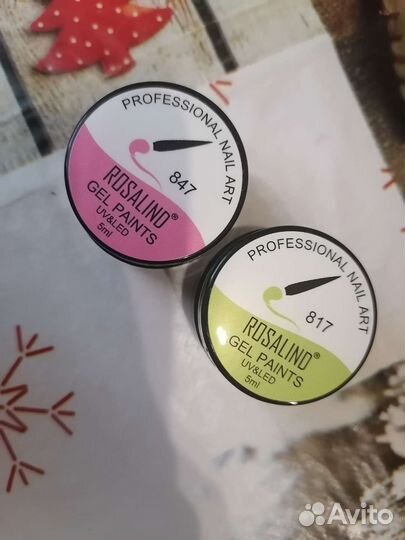 PROFESSIONAL NAIL ART
847
ROSALIND®
GEL PAINTS
UV&LED
5ml
PROFESSIONAL NAIL ART
817
ROSALIND®
GEL PAINTS
UV&LED
5ml
Avito